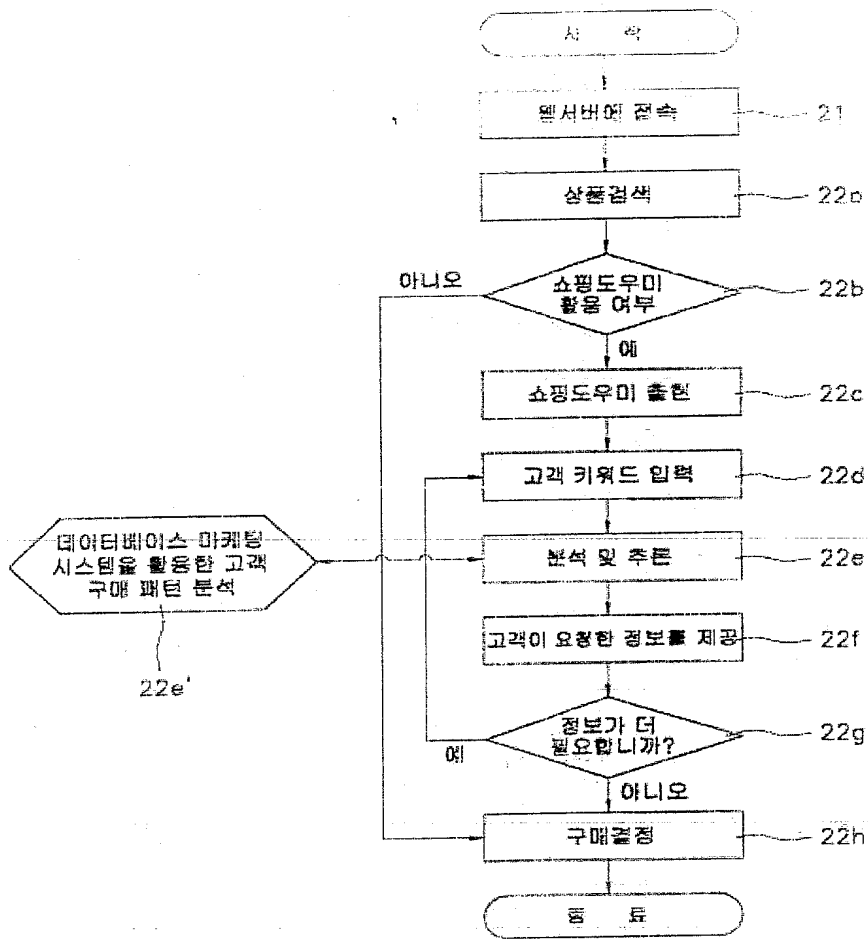 시 작
웹서버에 접속
21
상품검색
22a
아니오
쇼핑도우미
활용 여부
22b
예
쇼핑도우미 출현
22c
고객 키워드 입력
22d
데이터베이스 마케팅
시스템을 활용한 고객
구매 패턴 분석
22e'
분석 및 추론
22e
고객이 요청한 정보를 제공
22f
정보가 더
필요합니까?
22g
예
아니오
구매결정
22h
종 료